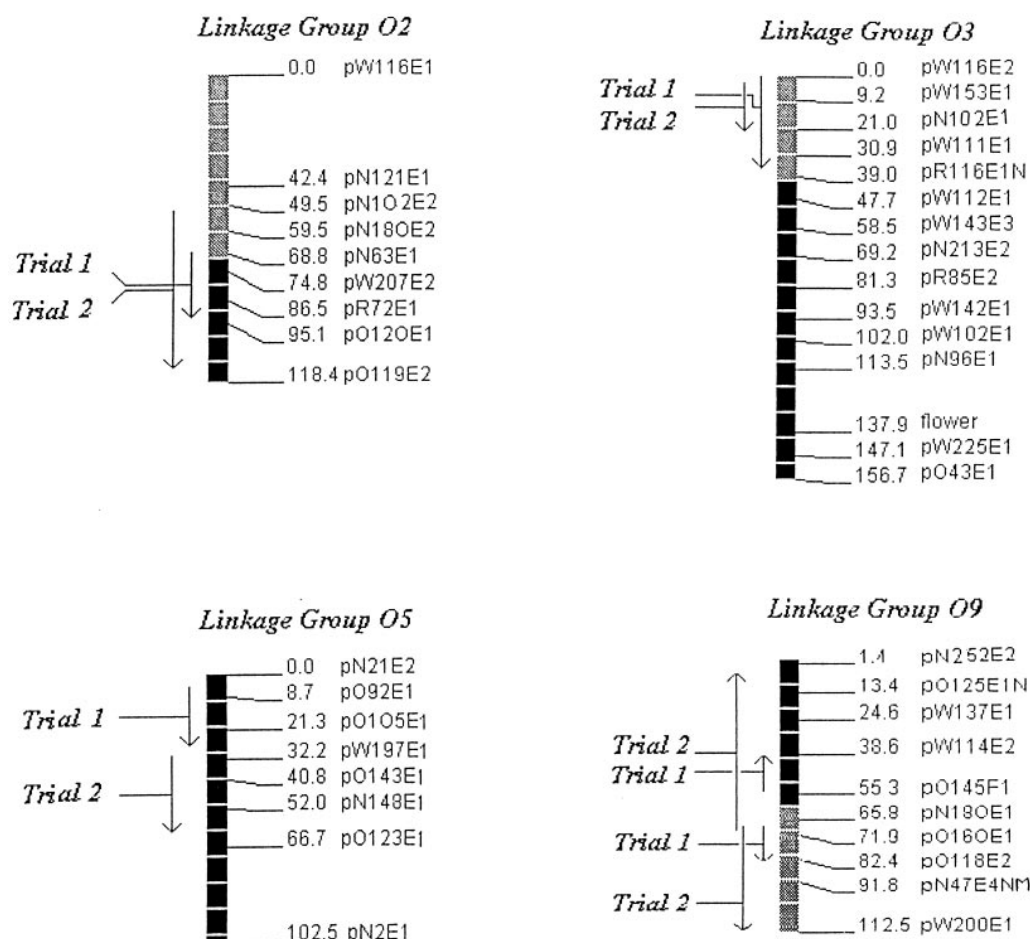 Linkage Group O2
0.0 pW116E1
42.4 pN121E1
49.5 pN102E2
59.5 pN180E2
68.8 pN63E1
74.8 pW207E2
86.5 pR72E1
95.1 pO120E1
118.4 pO119E2
Trial 1
Trial 2
Linkage Group O3
0.0 pW116E2
9.2 pW153E1
21.0 pN102E1
30.9 pW111E1
39.0 pR116E1N
47.7 pW112E1
58.5 pW143E3
69.2 pN213E2
81.3 pR85E2
93.5 pW142E1
102.0 pW102E1
113.5 pN96E1
137.9 flower
147.1 pW225E1
156.7 pO43E1
Trial 1
Trial 2
Linkage Group O5
0.0 pN21E2
8.7 pO92E1
21.3 pO105E1
32.2 pW197E1
40.8 pO143E1
52.0 pN148E1
66.7 pO123E1
102.5 pN2E1
Trial 1
Trial 2
Linkage Group O9
1.4 pN252E2
13.4 pO125E1N
24.6 pW137E1
38.6 pW114E2
55.3 pO145F1
65.8 pN180E1
71.9 pO160E1
82.4 pO118E2
91.8 pN47E4NM
112.5 pW200E1
Trial 2
Trial 1
Trial 1
Trial 2